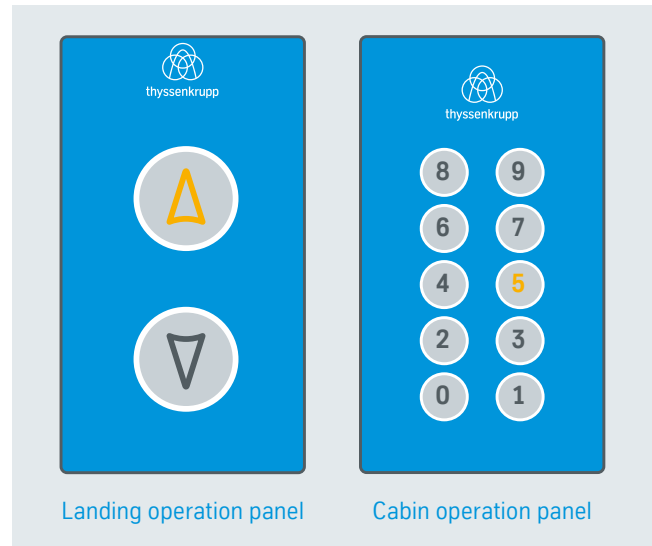 thyssenkrupp
thyssenkrupp
8 9
6 7
4 5
2 3
0 1
Landing operation panel
Cabin operation panel